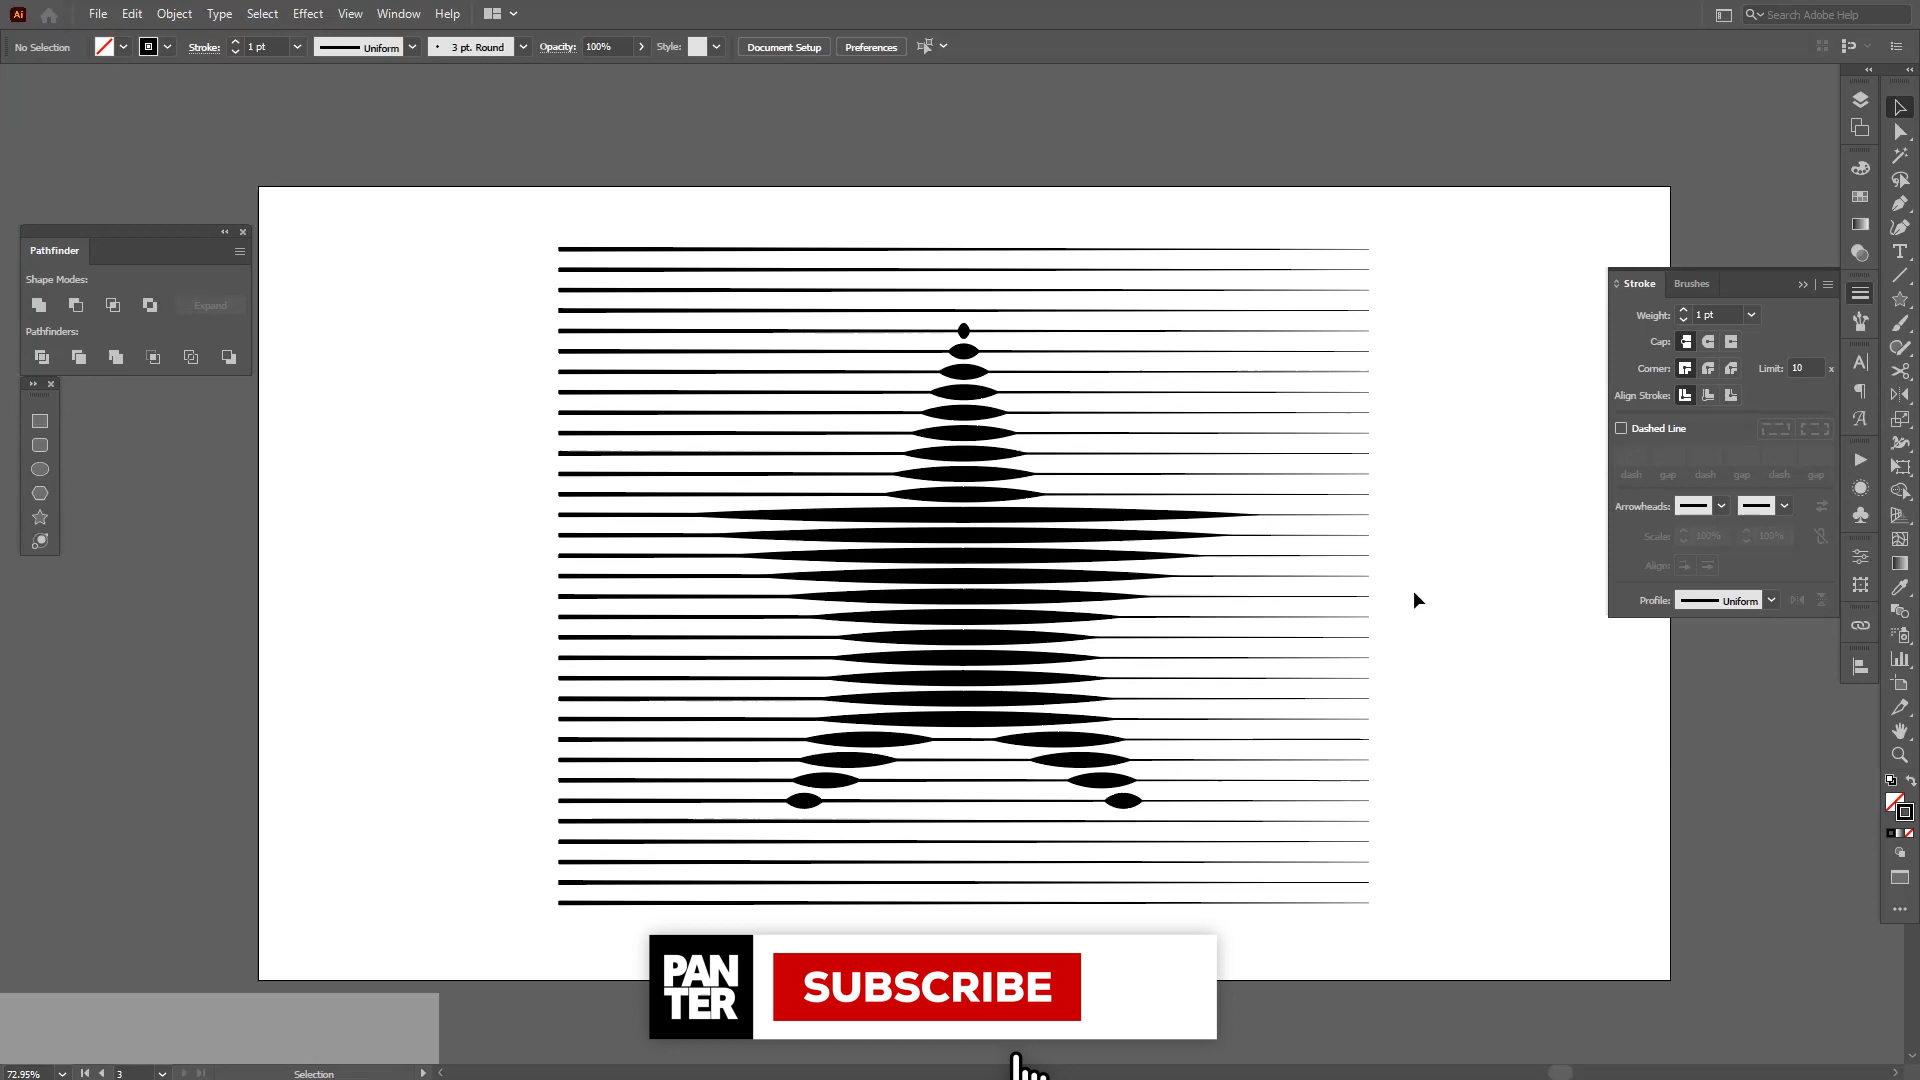 Ai File Edit Object Type Select Effect View Window Help Search Adobe Help
No Selection Stroke: 1 pt Uniform 3 pt. Round Opacity: 100% Style: Document Setup Preferences
Pathfinder
Shape Modes:
Expand
Pathfinders:
Stroke Brushes
Weight: 1 pt
Cap:
Corner: Limit: 10 x
Align Stroke:
Dashed Line
dash gap dash gap dash gap
Arrowheads:
Scale: 100% 100%
Align:
Profile: Uniform
PAN
TER
SUBSCRIBE
72.95% 3 Selection